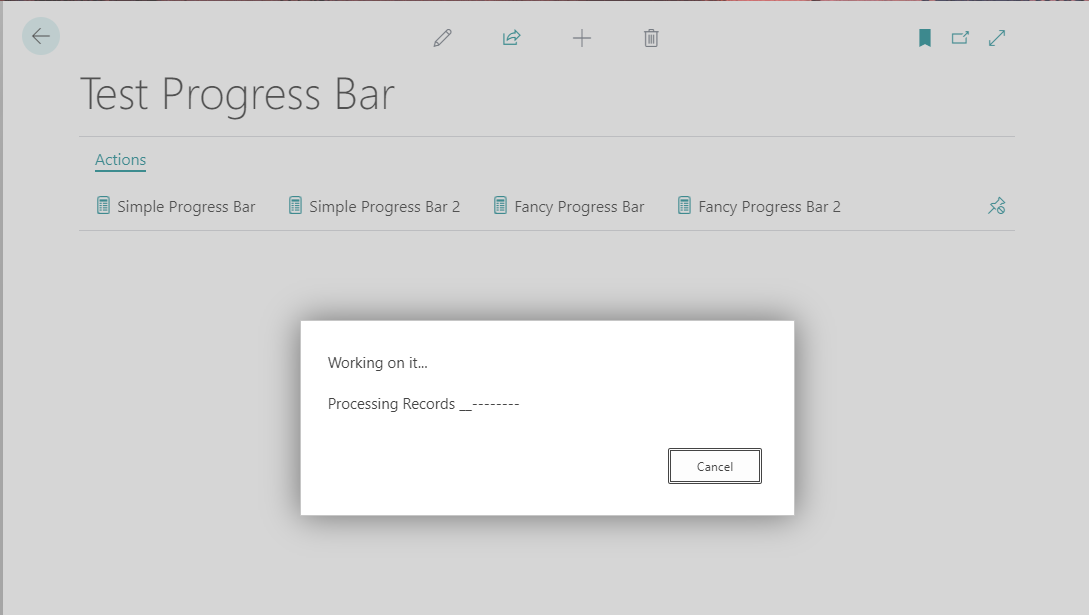 Test Progress Bar
Actions
Simple Progress Bar
Simple Progress Bar 2
Fancy Progress Bar
Fancy Progress Bar 2
Working on it...
Processing Records __--------
Cancel